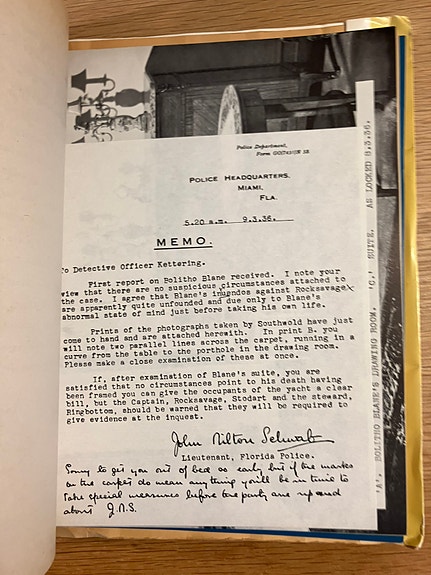 Police Department,
Form GO/2A3ION 3R
POLICE HEADQUARTERS,
MIAMI,
FLA.
5.20 a.m. 9.3.36.
MEMO.
To Detective Officer Kettering.
First report on Bolitho Blane received. I note your
view that there are no suspicious circumstances attached to
the case. I agree that Blane's inuendos against Rocksavage
are apparently quite unfounded and due only to Blane's
abnormal state of mind just before taking his own life.
Prints of the photographs taken by Southwold have just
come to hand and are attached herewith. In print B. you
will note two parallel lines across the carpet, running in a
curve from the table to the porthole in the drawing room.
Please make a close examination of these at once.
If, after examination of Blane's suite, you are
satisfied that no circumstances point to his death having
been framed you can give the occupants of the yacht a clear
bill, but the Captain, Rocksavage, Stodart and the steward,
Ringbottom, should be warned that they will be required to
give evidence at the inquest.
John Milton Schwab
Lieutenant, Florida Police.
Sorry to get you out of bed so early but if the marks
on the carpet do mean anything you'll be in time to
take special measures before the party are up and
about J.M.S.
'A'. BOLITHO BLANE'S DRAWING ROOM. 'C.' SUITE. AS LOCKED 8.3.36.